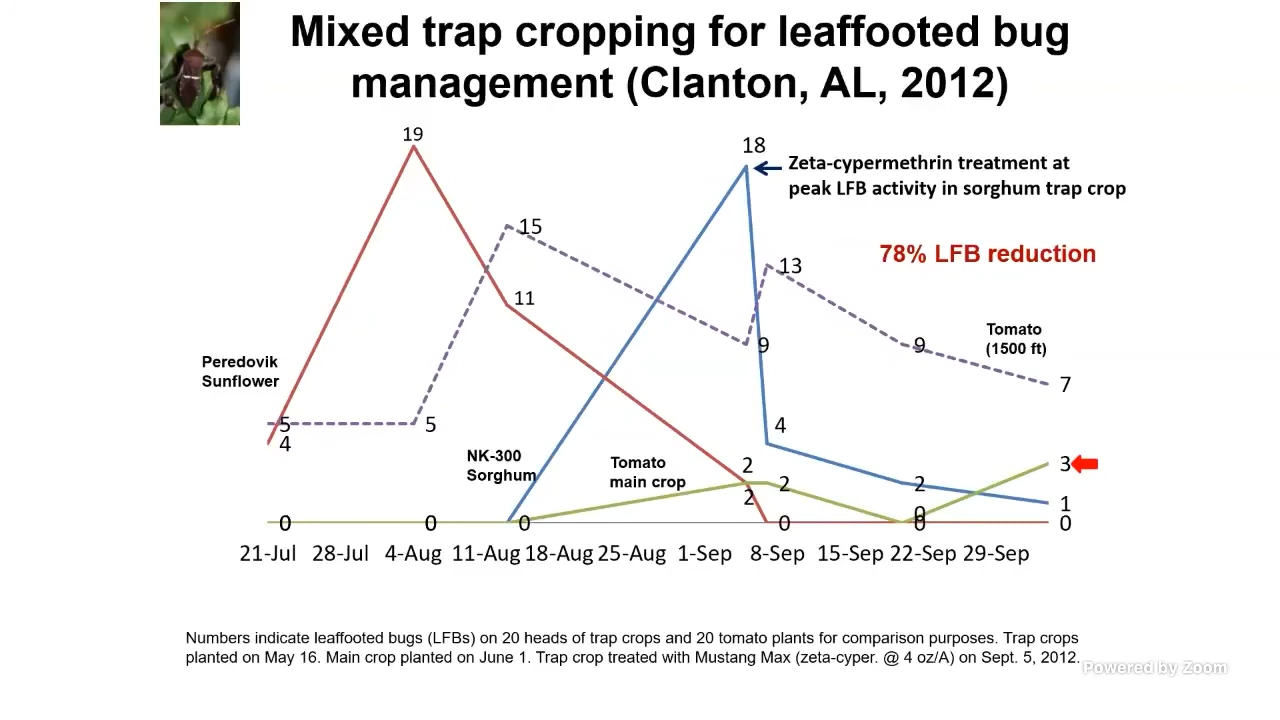 Mixed trap cropping for leaffooted bug
management (Clanton, AL, 2012)
19
18
Zeta-cypermethrin treatment at
peak LFB activity in sorghum trap crop
15
78% LFB reduction
13
11
Tomato
(1500 ft)
9
9
Peredovik
Sunflower
7
5
5
4
4
NK-300
Sorghum
Tomato
main crop
2
3
2
2
2
1
0
0
0
0
0
0
0
21-Jul 28-Jul 4-Aug 11-Aug 18-Aug 25-Aug 1-Sep 8-Sep 15-Sep 22-Sep 29-Sep
Numbers indicate leaffooted bugs (LFBs) on 20 heads of trap crops and 20 tomato plants for comparison purposes. Trap crops
planted on May 16. Main crop planted on June 1. Trap crop treated with Mustang Max (zeta-cyper. @ 4 oz/A) on Sept. 5, 2012.
Powered by Zoom